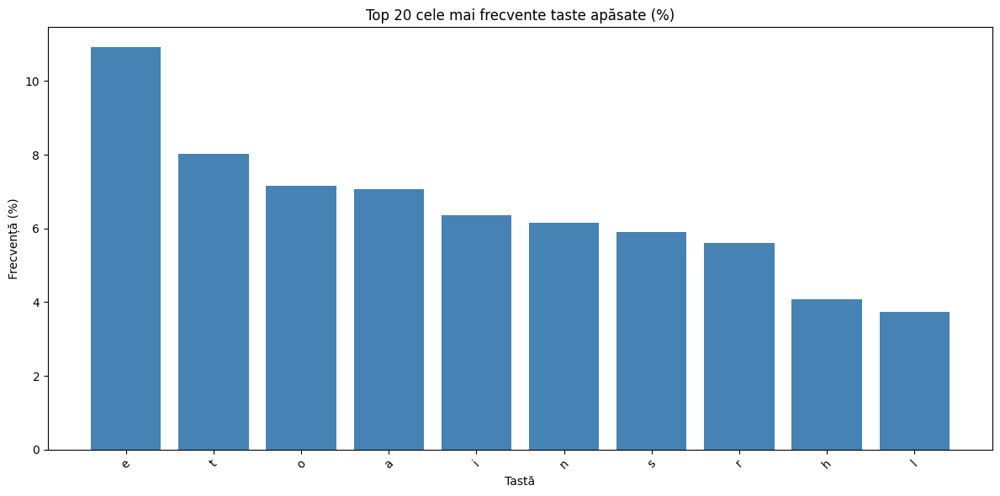 Top 20 cele mai frecvente taste apăsate (%)
Frecvență (%)
10
8
6
4
2
0
e t o a i n s r h l
Tastă